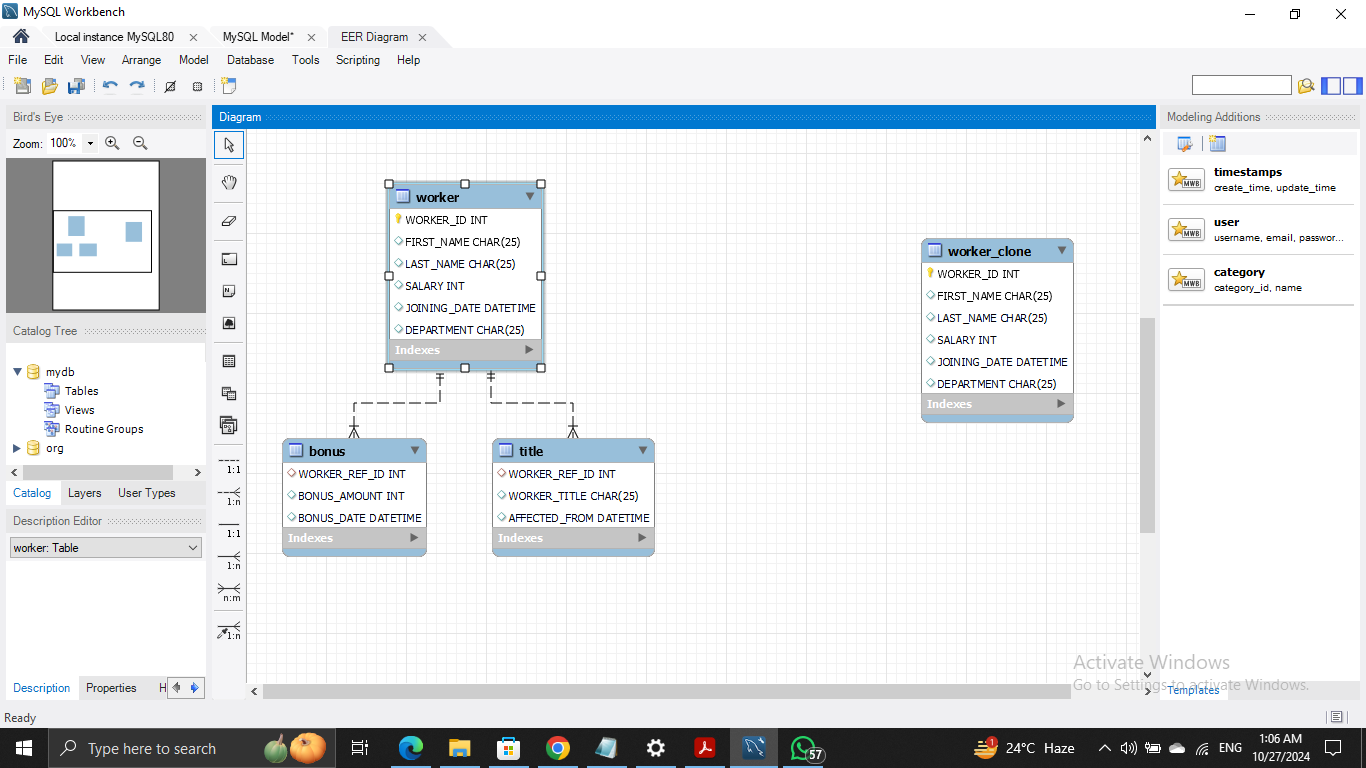 MySQL Workbench
Local instance MySQL80
MySQL Model*
EER Diagram
File Edit View Arrange Model Database Tools Scripting Help
Bird's Eye
Zoom: 100%
Catalog Tree
mydb
Tables
Views
Routine Groups
org
Catalog Layers User Types
Description Editor
worker: Table
Description Properties H
Ready
Diagram
1:1
1:n
1:1
1:n
n:m
1:n
worker
WORKER_ID INT
FIRST_NAME CHAR(25)
LAST_NAME CHAR(25)
SALARY INT
JOINING_DATE DATETIME
DEPARTMENT CHAR(25)
Indexes
bonus
WORKER_REF_ID INT
BONUS_AMOUNT INT
BONUS_DATE DATETIME
Indexes
title
WORKER_REF_ID INT
WORKER_TITLE CHAR(25)
AFFECTED_FROM DATETIME
Indexes
worker_clone
WORKER_ID INT
FIRST_NAME CHAR(25)
LAST_NAME CHAR(25)
SALARY INT
JOINING_DATE DATETIME
DEPARTMENT CHAR(25)
Indexes
Modeling Additions
MWB
timestamps
create_time, update_time
MWB
user
username, email, passwor...
MWB
category
category_id, name
Templates
Activate Windows
Go to Settings to activate Windows.
Type here to search
57
1
24°C Haze
ENG
1:06 AM
10/27/2024